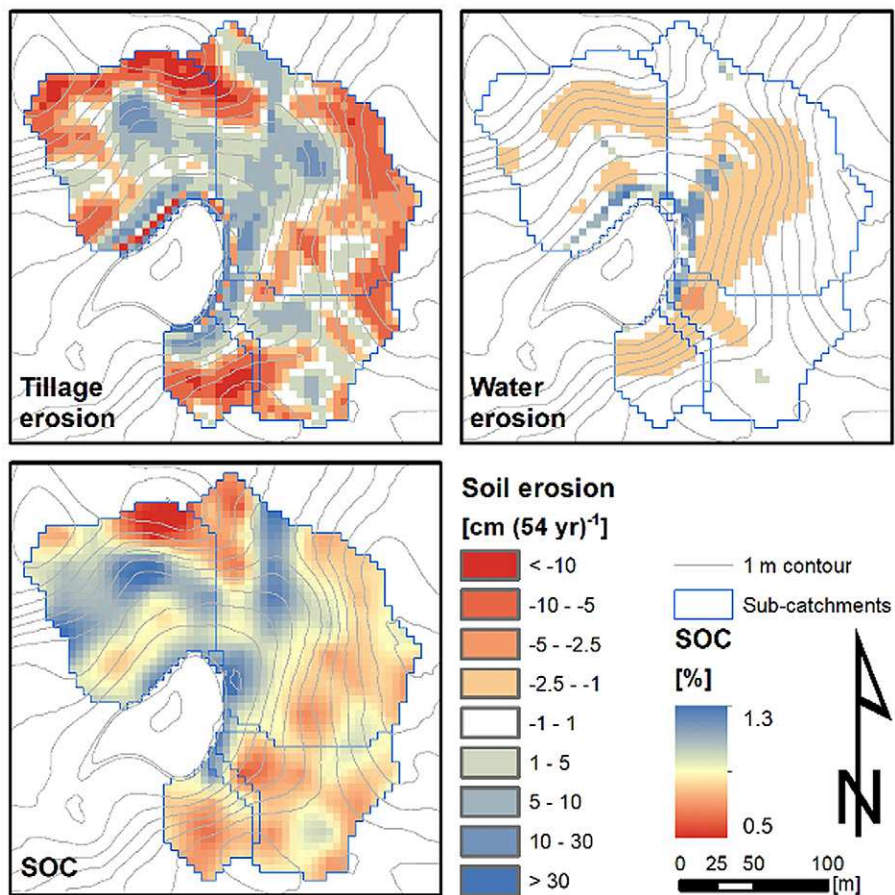 Tillage
erosion
Water
erosion
SOC
Soil erosion
[cm (54 yr)-1]
< -10
-10 - -5
-5 - -2.5
-2.5 - -1
-1 - 1
1 - 5
5 - 10
10 - 30
> 30
1 m contour
Sub-catchments
SOC
[%]
1.3
0.5
N
0 25 50 100
[m]